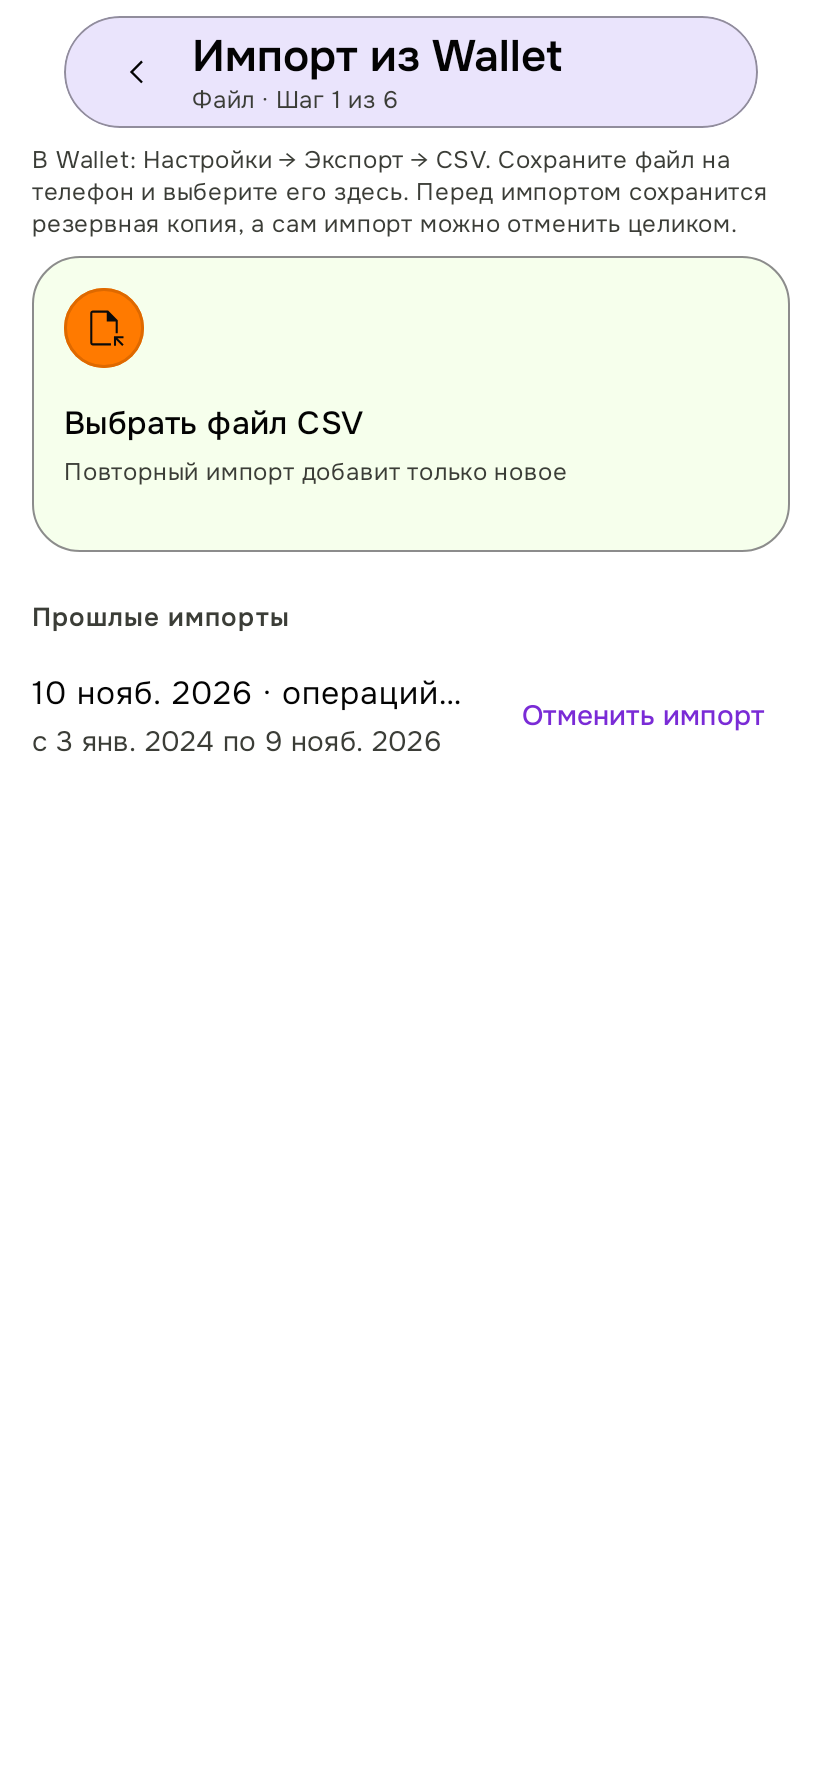 Импорт из Wallet
Файл · Шаг 1 из 6
В Wallet: Настройки → Экспорт → CSV. Сохраните файл на
телефон и выберите его здесь. Перед импортом сохранится
резервная копия, а сам импорт можно отменить целиком.
Выбрать файл CSV
Повторный импорт добавит только новое
Прошлые импорты
10 нояб. 2026 · операций…
с 3 янв. 2024 по 9 нояб. 2026
Отменить импорт